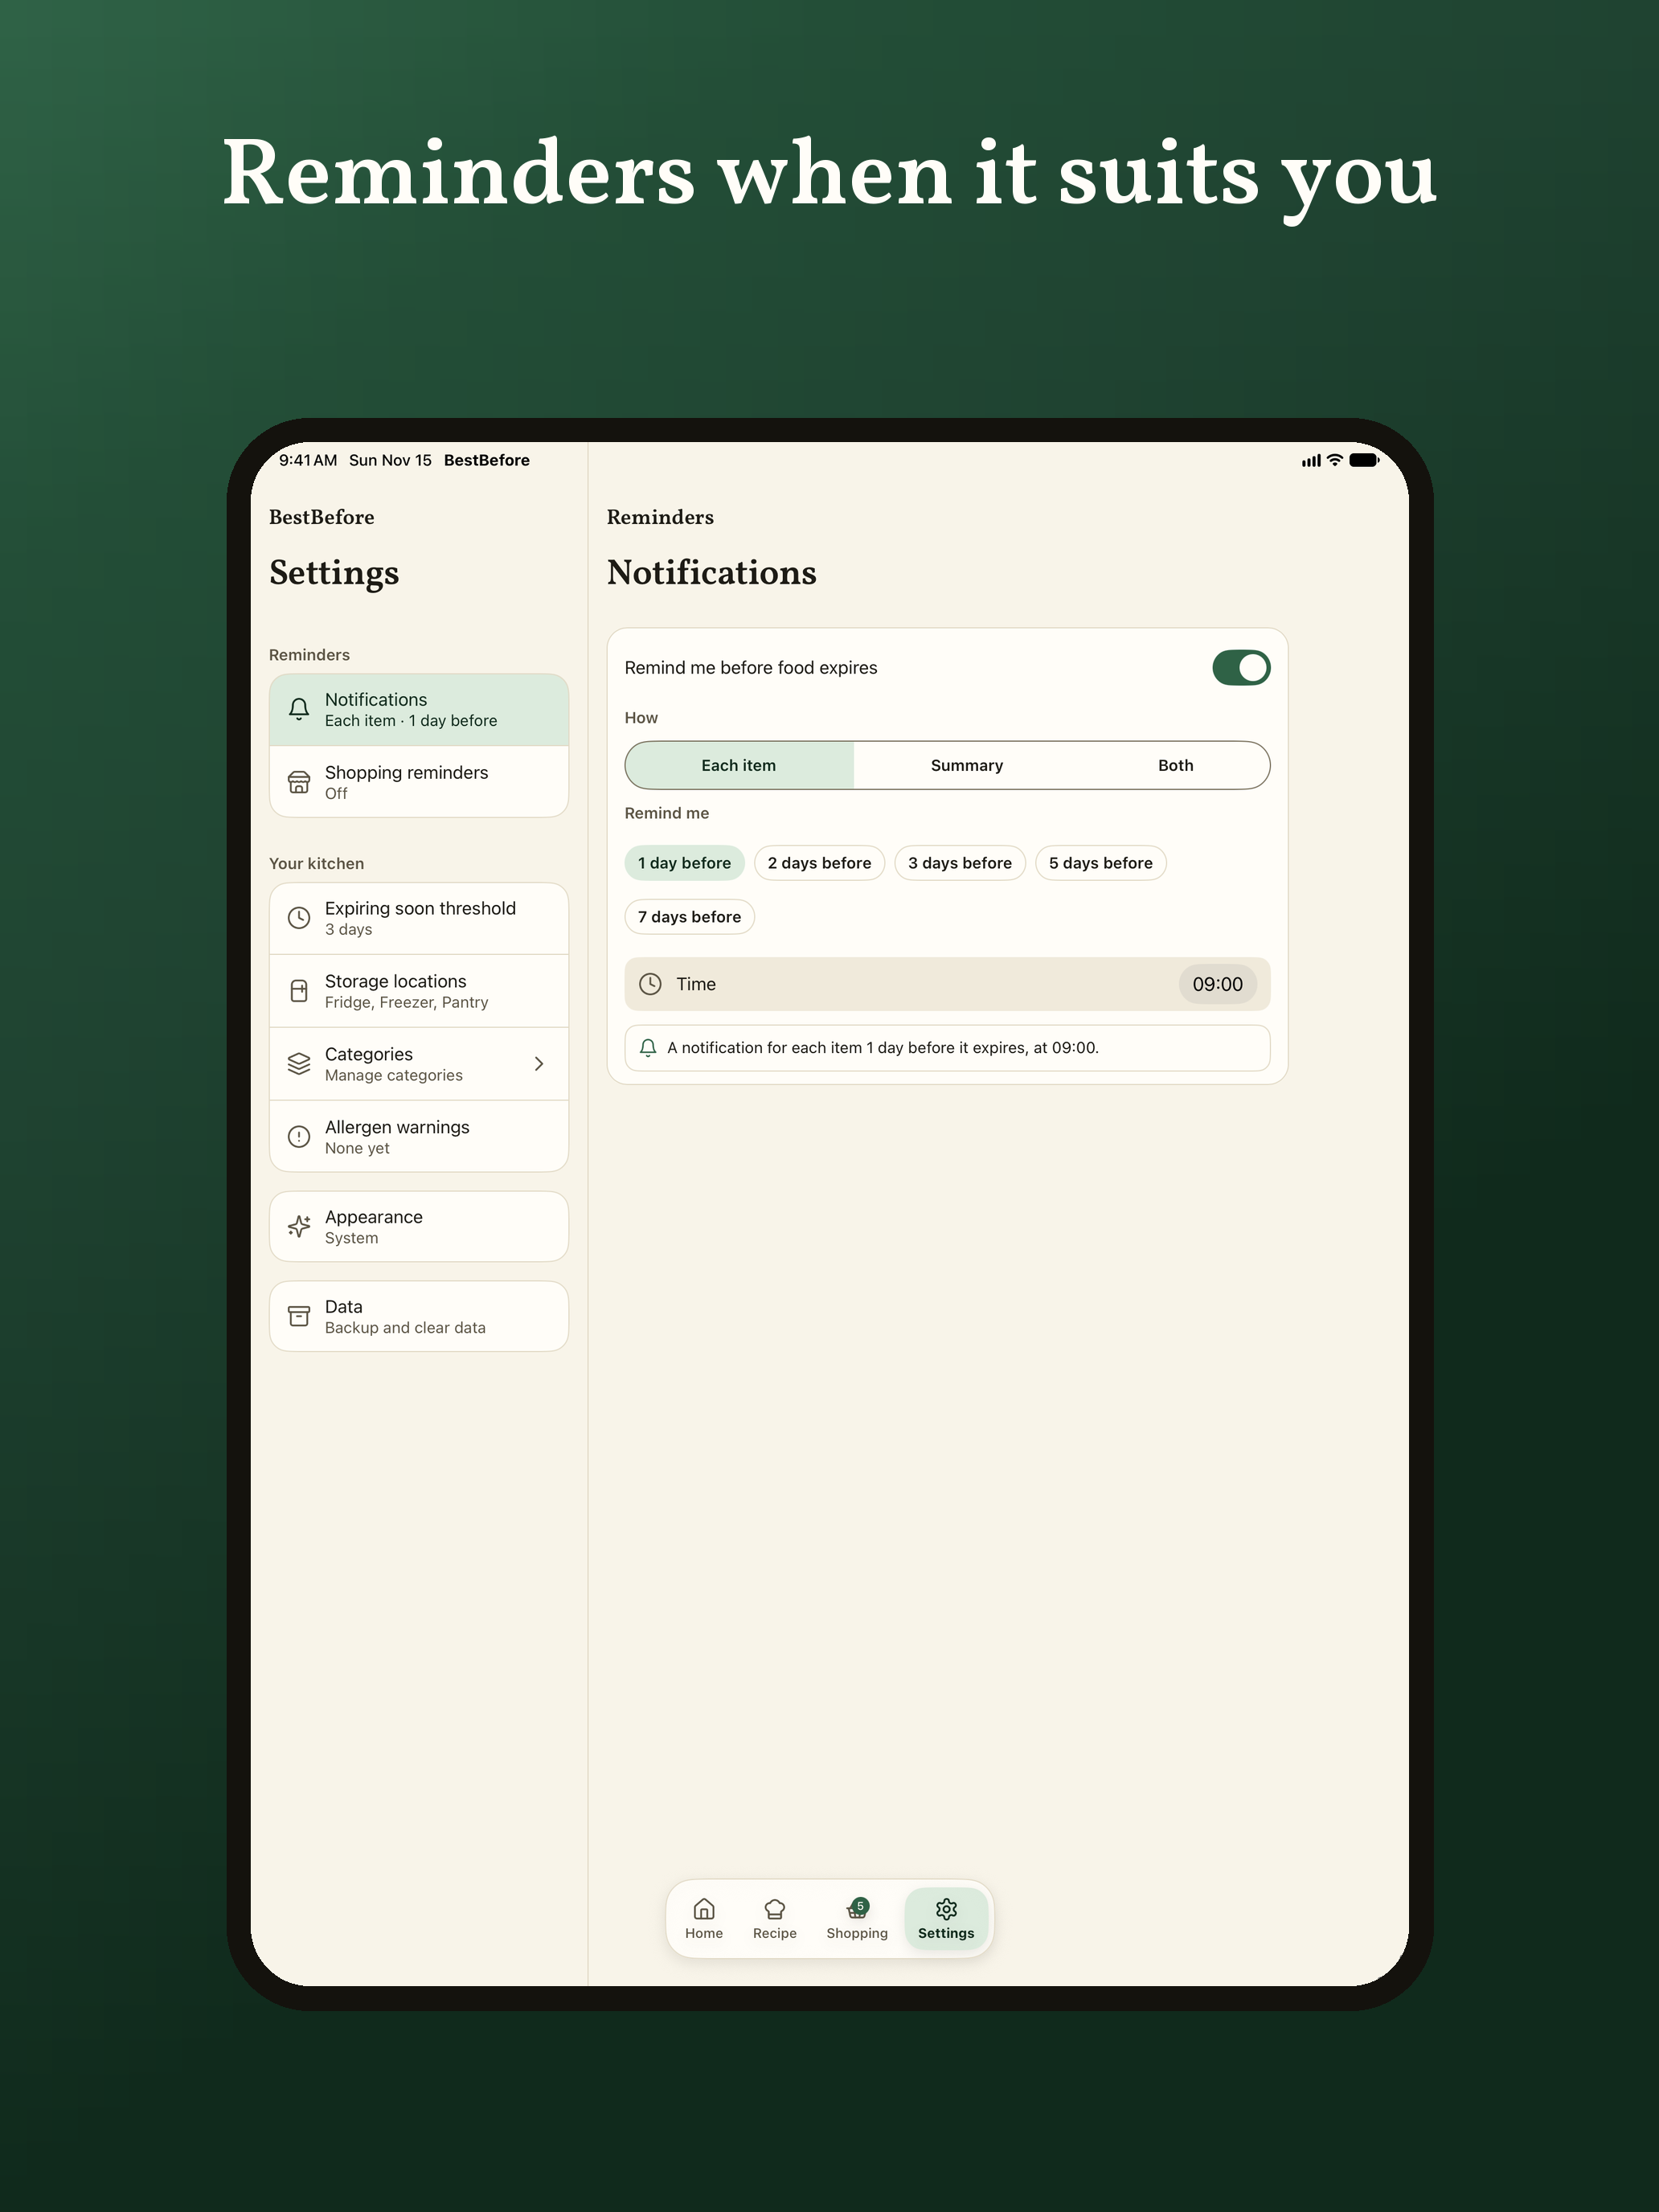 Reminders when it suits you
9:41 AM Sun Nov 15 BestBefore
BestBefore
Settings
Reminders
Notifications
Each item · 1 day before
Shopping reminders
Off
Your kitchen
Expiring soon threshold
3 days
Storage locations
Fridge, Freezer, Pantry
Categories
Manage categories
Allergen warnings
None yet
Appearance
System
Data
Backup and clear data
Reminders
Notifications
Remind me before food expires
How
Each item Summary Both
Remind me
1 day before 2 days before 3 days before 5 days before
7 days before
Time 09:00
A notification for each item 1 day before it expires, at 09:00.
5
Home Recipe Shopping Settings